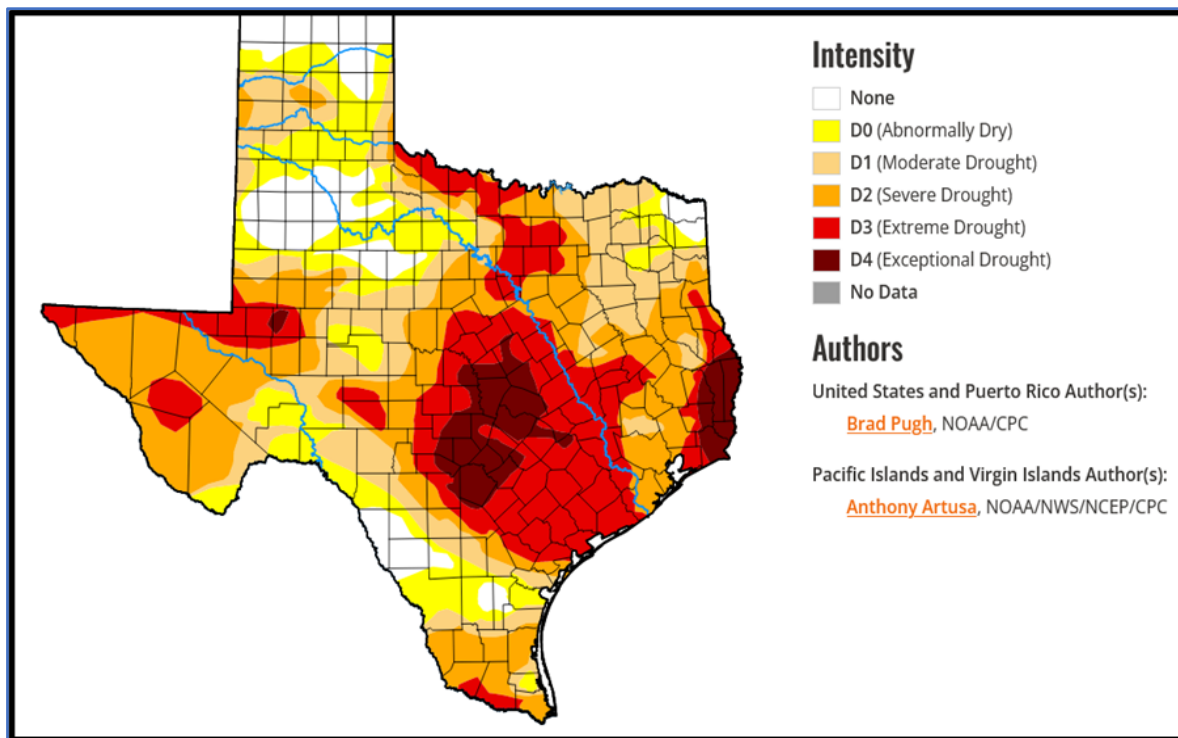 Intensity
None
D0 (Abnormally Dry)
D1 (Moderate Drought)
D2 (Severe Drought)
D3 (Extreme Drought)
D4 (Exceptional Drought)
No Data
Authors
United States and Puerto Rico Author(s):
Brad Pugh, NOAA/CPC
Pacific Islands and Virgin Islands Author(s):
Anthony Artusa, NOAA/NWS/NCEP/CPC